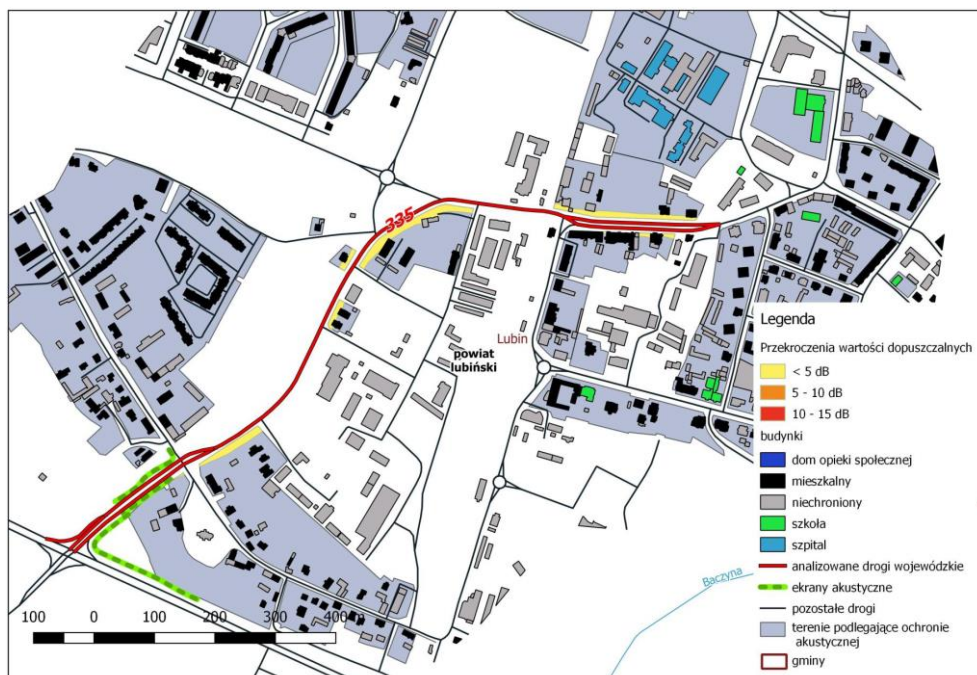 335
Lubin
powiat
lubiński
Baczyna
Legenda
Przekroczenia wartości dopuszczalnych
< 5 dB
5 - 10 dB
10 - 15 dB
budynki
dom opieki społecznej
mieszkalny
niechroniony
szkoła
szpital
analizowane drogi wojewódzkie
ekrany akustyczne
pozostałe drogi
terenie podlegające ochronie
akustycznej
gminy
100 0 100 200 300 400 m